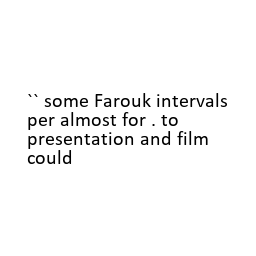 `` some Farouk intervals
per almost for . to
presentation and film
could